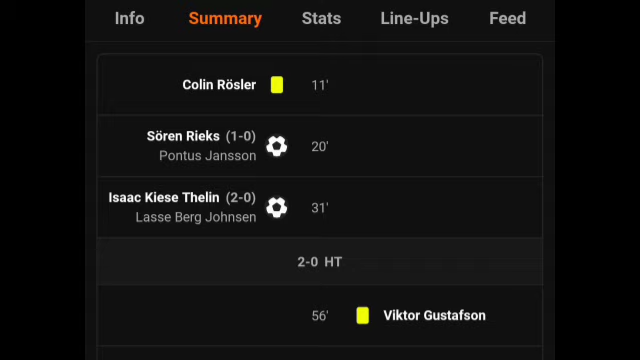 Info Summary Stats Line-Ups Feed
Colin Rösler 11'
Sören Rieks (1-0) 20'
Pontus Jansson
Isaac Kiese Thelin (2-0) 31'
Lasse Berg Johnsen
2-0 HT
56' Viktor Gustafson